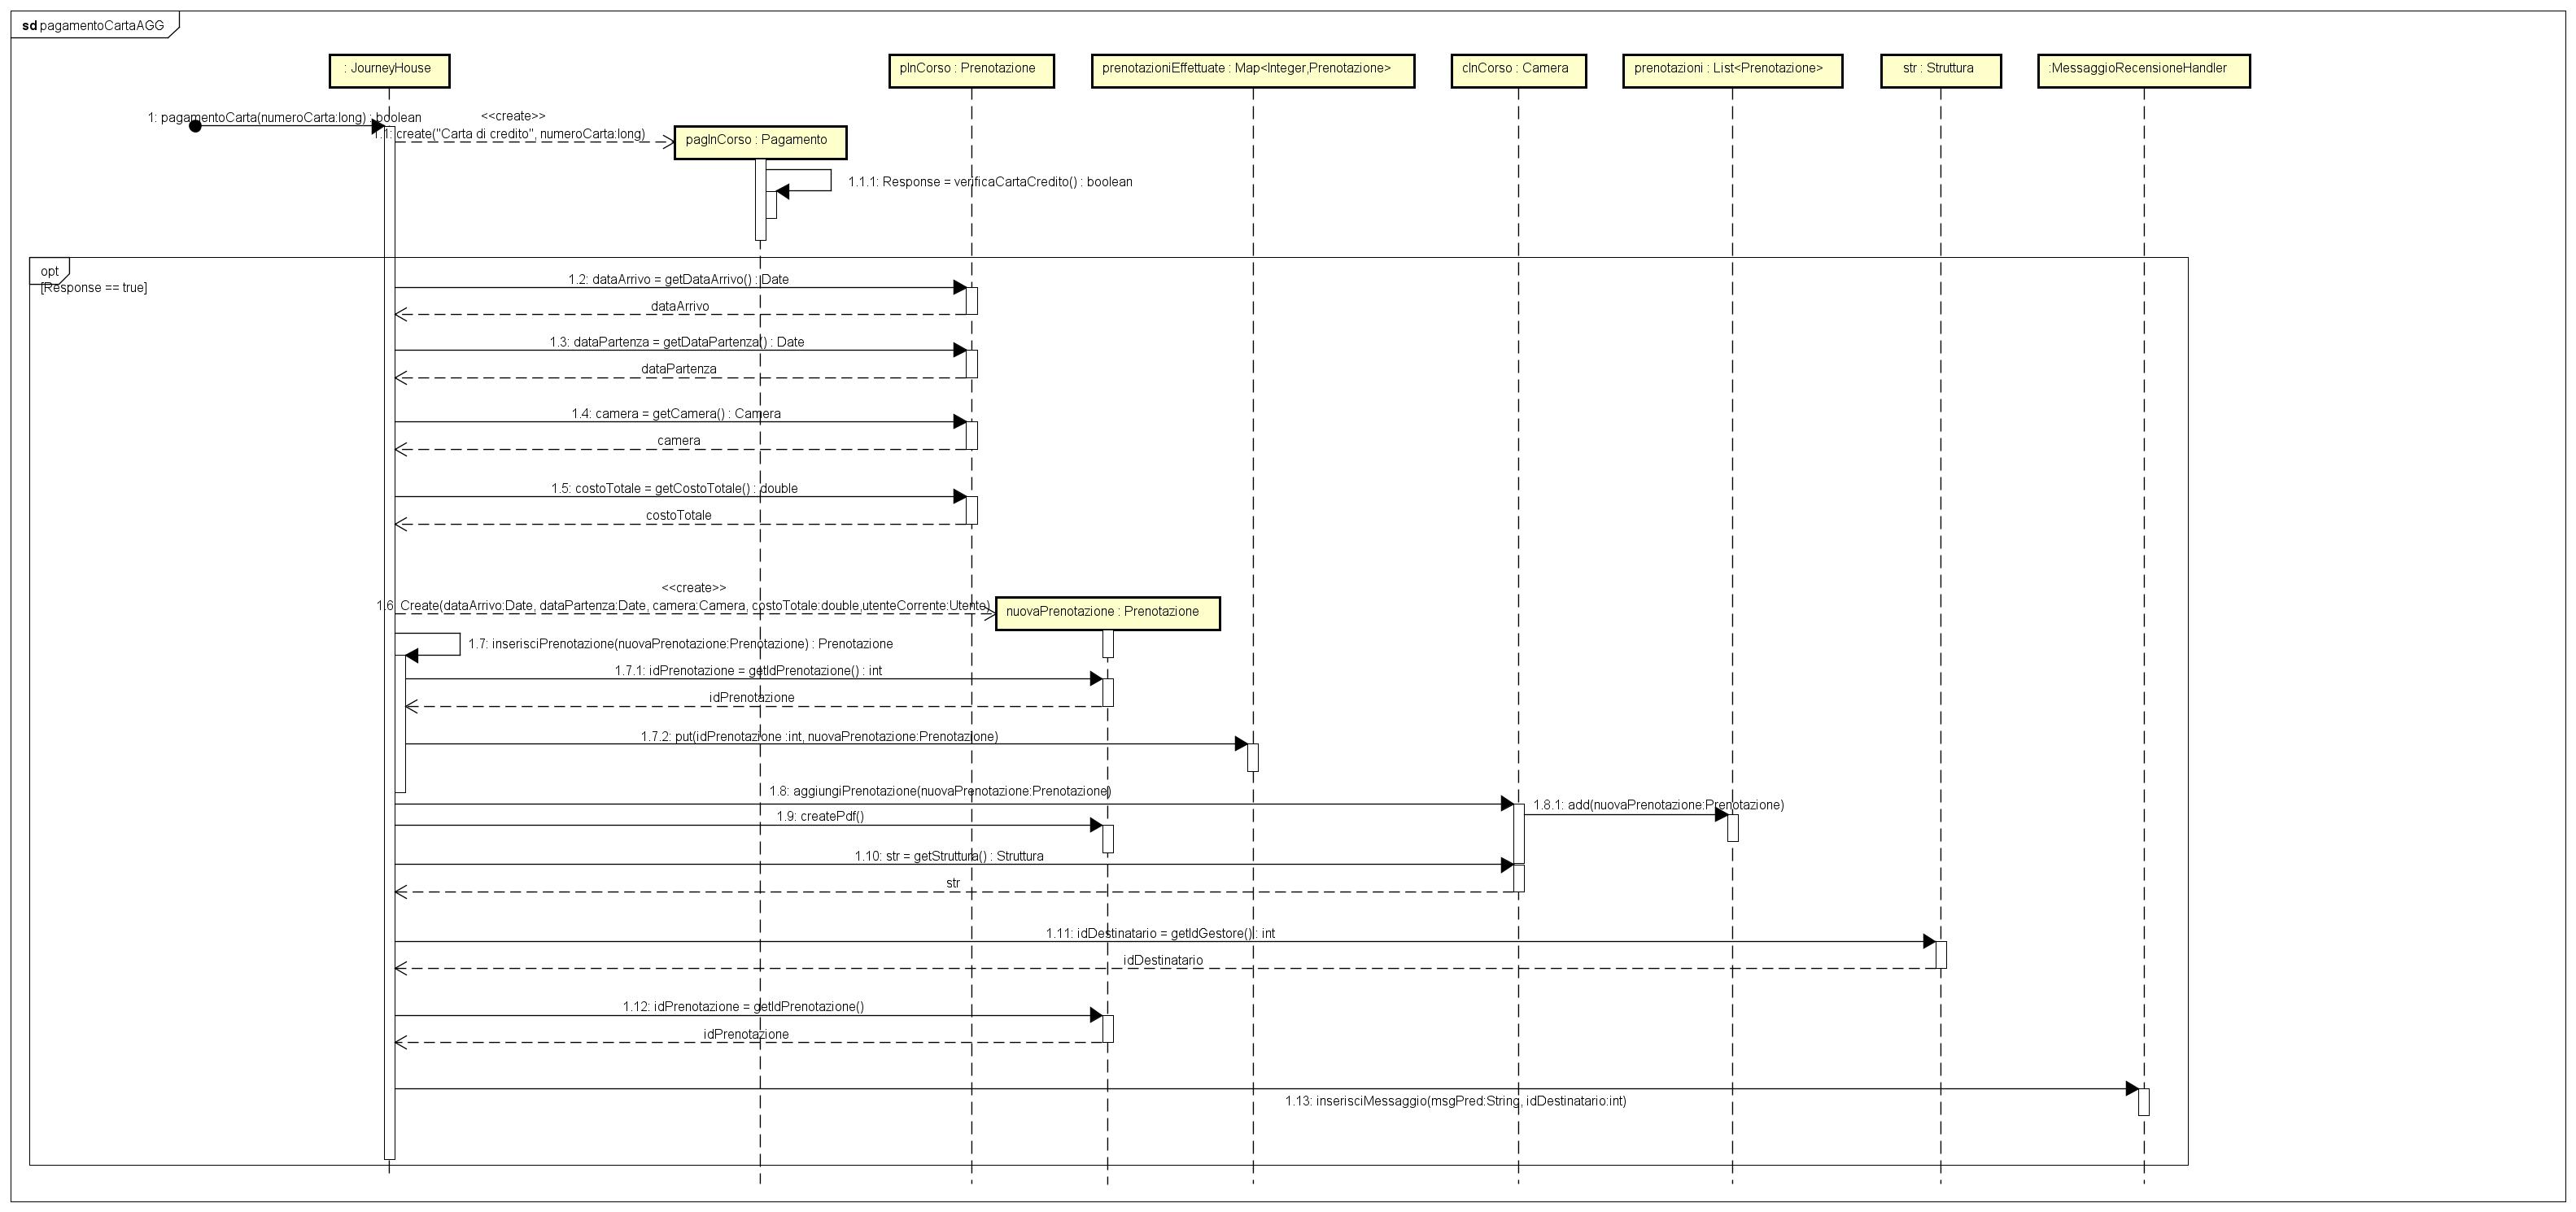 sd pagamentoCartaAGG
: JourneyHouse
pInCorso : Prenotazione
prenotazioniEffettuate : Map<Integer,Prenotazione>
cInCorso : Camera
prenotazioni : List<Prenotazione>
str : Struttura
:MessaggioRecensioneHandler
1: pagamentoCarta(numeroCarta:long) : boolean
<<create>>
1.1: create("Carta di credito", numeroCarta:long)
pagInCorso : Pagamento
1.1.1: Response = verificaCartaCredito() : boolean
opt
[Response == true]
1.2: dataArrivo = getDataArrivo() : Date
dataArrivo
1.3: dataPartenza = getDataPartenza() : Date
dataPartenza
1.4: camera = getCamera() : Camera
camera
1.5: costoTotale = getCostoTotale() : double
costoTotale
<<create>>
1.6: Create(dataArrivo:Date, dataPartenza:Date, camera:Camera, costoTotale:double,utenteCorrente:Utente)
nuovaPrenotazione : Prenotazione
1.7: inserisciPrenotazione(nuovaPrenotazione:Prenotazione) : Prenotazione
1.7.1: idPrenotazione = getIdPrenotazione() : int
idPrenotazione
1.7.2: put(idPrenotazione :int, nuovaPrenotazione:Prenotazione)
1.8: aggiungiPrenotazione(nuovaPrenotazione:Prenotazione)
1.8.1: add(nuovaPrenotazione:Prenotazione)
1.9: createPdf()
1.10: str = getStruttura() : Struttura
str
1.11: idDestinatario = getIdGestore() : int
idDestinatario
1.12: idPrenotazione = getIdPrenotazione()
idPrenotazione
1.13: inserisciMessaggio(msgPred:String, idDestinatario:int)